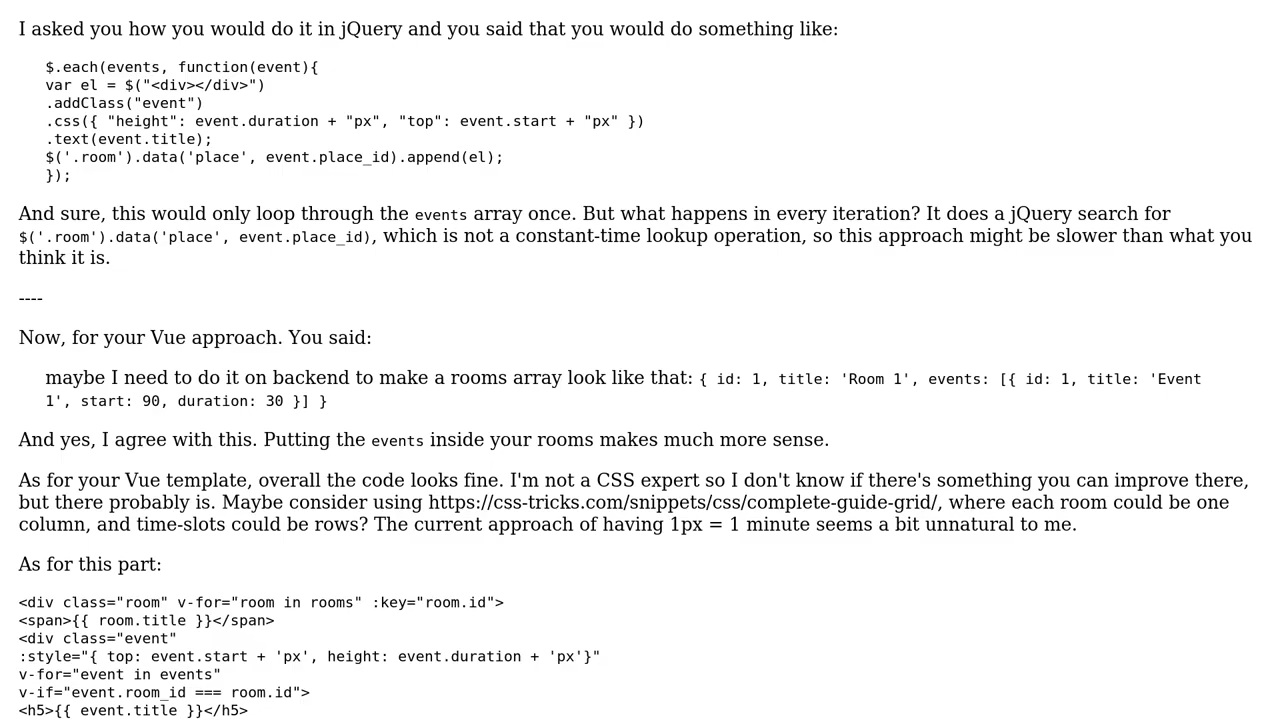 I asked you how you would do it in jQuery and you said that you would do something like:
$.each(events, function(event){
var el = $("<div></div>")
.addClass("event")
.css({ "height": event.duration + "px", "top": event.start + "px" })
.text(event.title);
$('.room').data('place', event.place_id).append(el);
});
And sure, this would only loop through the events array once. But what happens in every iteration? It does a jQuery search for
$('.room').data('place', event.place_id), which is not a constant-time lookup operation, so this approach might be slower than what you
think it is.
----
Now, for your Vue approach. You said:
maybe I need to do it on backend to make a rooms array look like that: { id: 1, title: 'Room 1', events: [{ id: 1, title: 'Event
1', start: 90, duration: 30 }] }
And yes, I agree with this. Putting the events inside your rooms makes much more sense.
As for your Vue template, overall the code looks fine. I'm not a CSS expert so I don't know if there's something you can improve there,
but there probably is. Maybe consider using https://css-tricks.com/snippets/css/complete-guide-grid/, where each room could be one
column, and time-slots could be rows? The current approach of having 1px = 1 minute seems a bit unnatural to me.
As for this part:
<div class="room" v-for="room in rooms" :key="room.id">
<span>{{ room.title }}</span>
<div class="event"
:style="{ top: event.start + 'px', height: event.duration + 'px'}"
v-for="event in events"
v-if="event.room_id === room.id">
<h5>{{ event.title }}</h5>